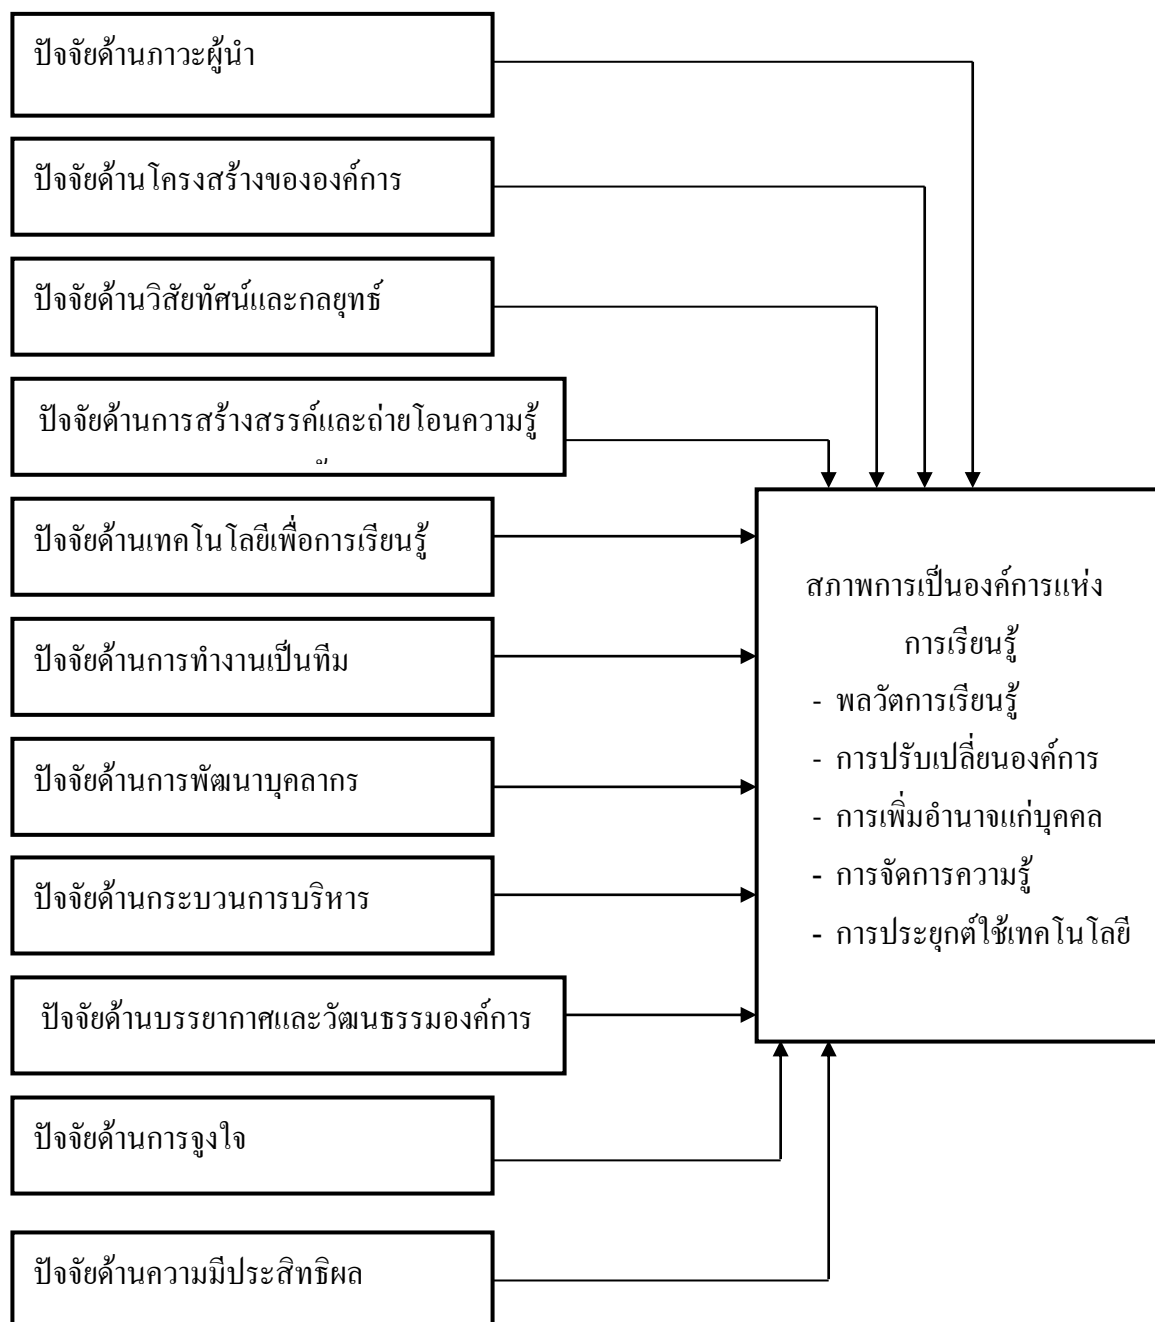 ปัจจัยด้านภาวะผู้นำ
ปัจจัยด้านโครงสร้างขององค์การ
ปัจจัยด้านวิสัยทัศน์และกลยุทธ์
ปัจจัยด้านการสร้างสรรค์และถ่ายโอนความรู้
ปัจจัยด้านเทคโนโลยีเพื่อการเรียนรู้
ปัจจัยด้านการทำงานเป็นทีม
ปัจจัยด้านการพัฒนาบุคลากร
ปัจจัยด้านกระบวนการบริหาร
ปัจจัยด้านบรรยากาศและวัฒนธรรมองค์การ
ปัจจัยด้านการจูงใจ
ปัจจัยด้านความมีประสิทธิผล
สภาพการเป็นองค์การแห่ง
การเรียนรู้
- พลวัตการเรียนรู้
- การปรับเปลี่ยนองค์การ
- การเพิ่มอำนาจแก่บุคคล
- การจัดการความรู้
- การประยุกต์ใช้เทคโนโลยี